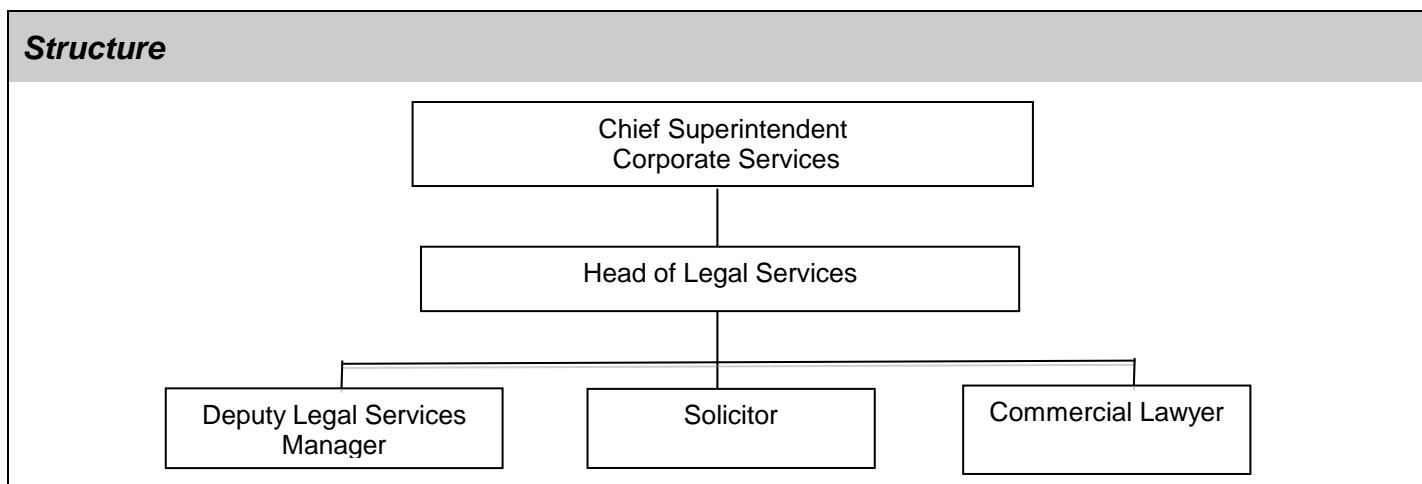 Structure
Chief Superintendent
Corporate Services
Head of Legal Services
Deputy Legal Services
Manager
Solicitor
Commercial Lawyer